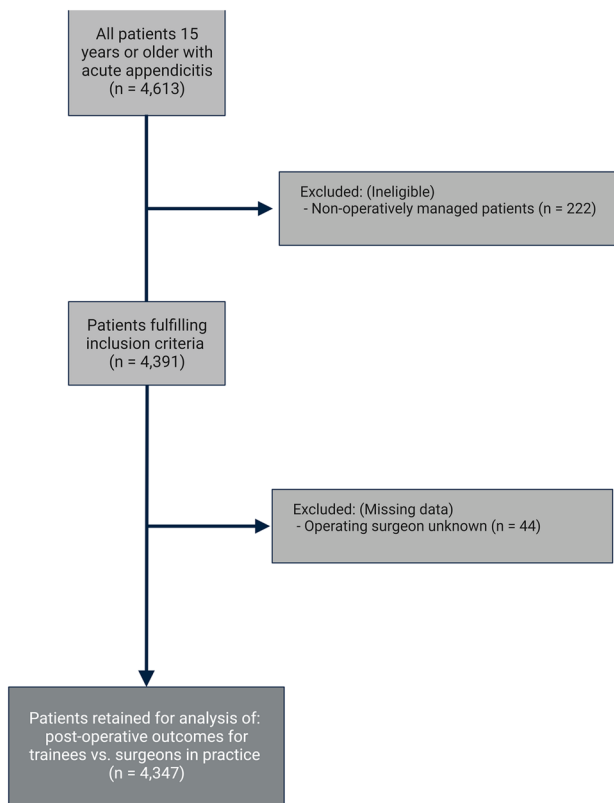 All patients 15
years or older with
acute appendicitis
(n = 4,613)
Excluded: (Ineligible)
- Non-operatively managed patients (n = 222)
Patients fulfilling
inclusion criteria
(n = 4,391)
Excluded: (Missing data)
- Operating surgeon unknown (n = 44)
Patients retained for analysis of:
post-operative outcomes for
trainees vs. surgeons in practice
(n = 4,347)